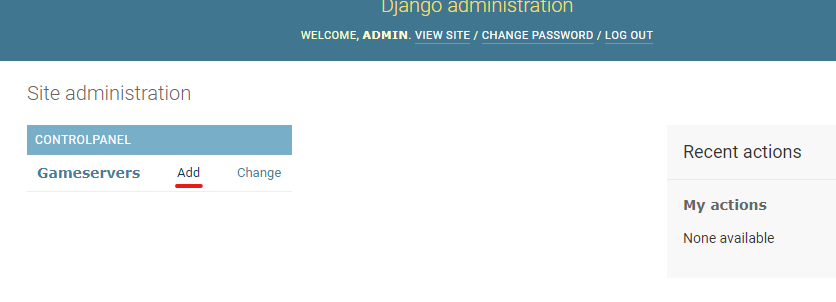 Django administration
WELCOME, ADMIN. VIEW SITE / CHANGE PASSWORD / LOG OUT
Site administration
CONTROLPANEL
Gameservers Add Change
Recent actions
My actions
None available